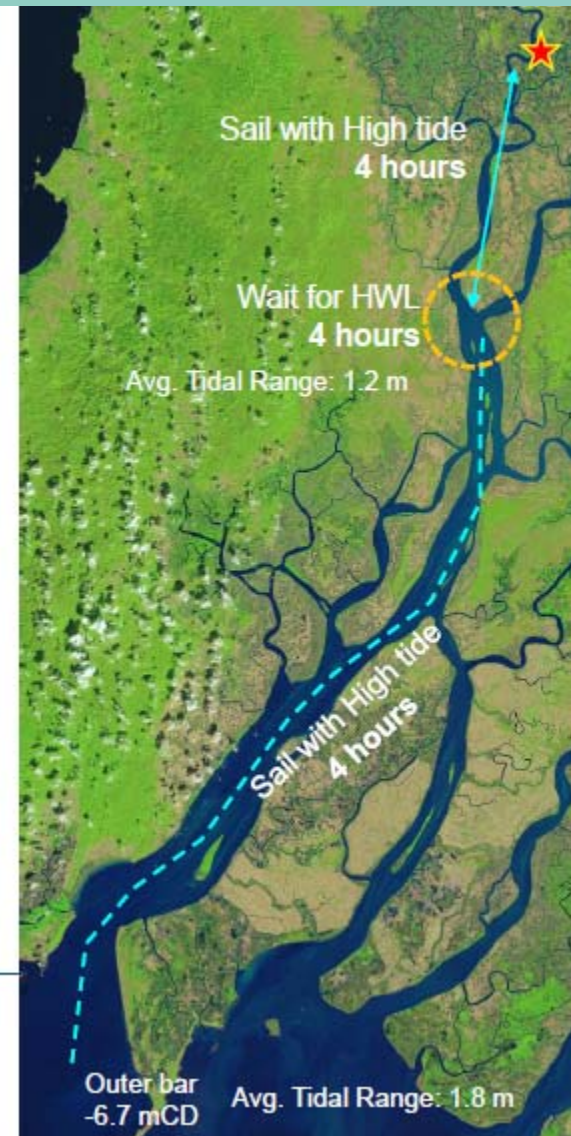 Sail with High tide
4 hours
Wait for HWL
4 hours
Avg. Tidal Range: 1.2 m
Sail with High tide
4 hours
Outer bar
-6.7 mCD
Avg. Tidal Range: 1.8 m